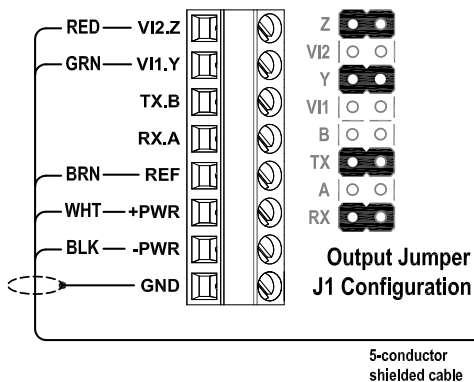 RED VI2.Z
GRN VI1.Y
TX.B
RX.A
BRN REF
WHT +PWR
BLK -PWR
GND
Z
VI2
Y
VI1
B
TX
A
RX
Output Jumper
J1 Configuration
5-conductor
shielded cable